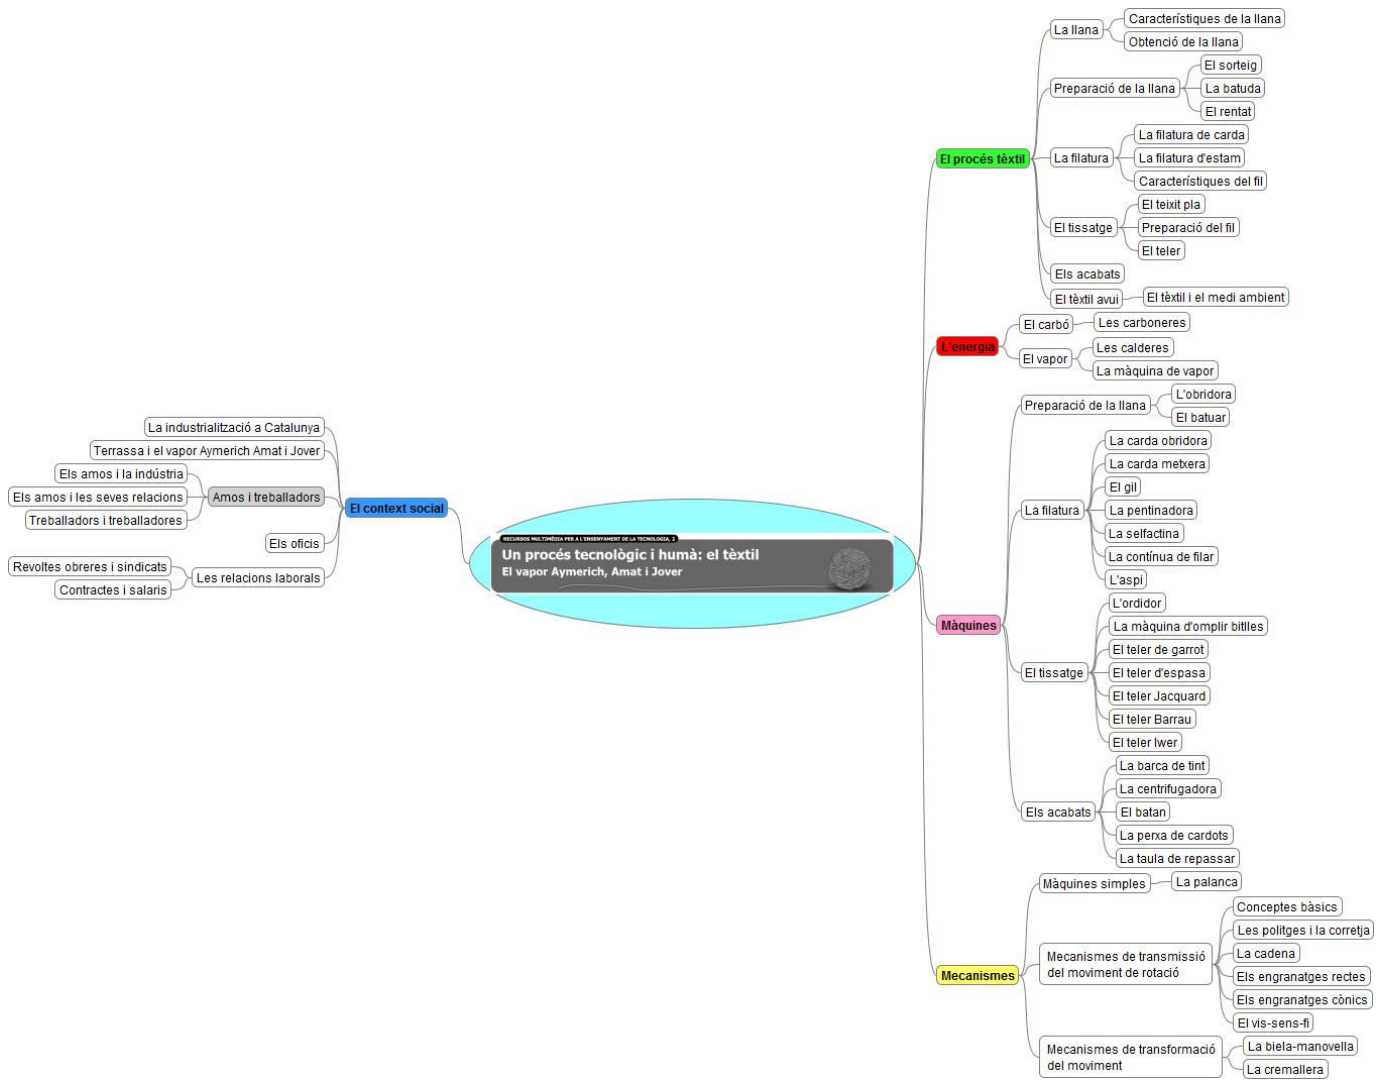 La llana
Característiques de la llana
Obtenció de la llana
Preparació de la llana
El sorteig
La batuda
El rentat
El procés tèxtil
La filatura
La filatura de carda
La filatura d'estam
Característiques del fil
El tissatge
El teixit pla
Preparació del fil
El teler
Els acabats
El tèxtil avui
El tèxtil i el medi ambient
L'energia
El carbó
Les carboneres
El vapor
Les calderes
La màquina de vapor
La industrialització a Catalunya
Terrassa i el vapor Aymerich Amat i Jover
Els amos i la indústria
Els amos i les seves relacions
Treballadors i treballadores
Amos i treballadors
El context social
Els oficis
Revoltes obreres i sindicats
Contractes i salaris
Les relacions laborals
RECURSOS MULTIMÈDIA PER A L'ENSENYAMENT DE LA TECNOLOGIA, 2
Un procés tecnològic i humà: el tèxtil
El vapor Aymerich, Amat i Jover
Màquines
Preparació de la llana
L'obridora
El batuar
La filatura
La carda obridora
La carda metxera
El gil
La pentinadora
La selfactina
La contínua de filar
L'aspi
El tissatge
L'ordidor
La màquina d'omplir bitlles
El teler de garrot
El teler d'espasa
El teler Jacquard
El teler Barrau
El teler Iwer
Els acabats
La barca de tint
La centrifugadora
El batan
La perxa de cardots
La taula de repassar
Mecanismes
Màquines simples
La palanca
Mecanismes de transmissió
del moviment de rotació
Conceptes bàsics
Les politges i la corretja
La cadena
Els engranatges rectes
Els engranatges cònics
El vis-sens-fi
Mecanismes de transformació
del moviment
La biela-manovella
La cremallera